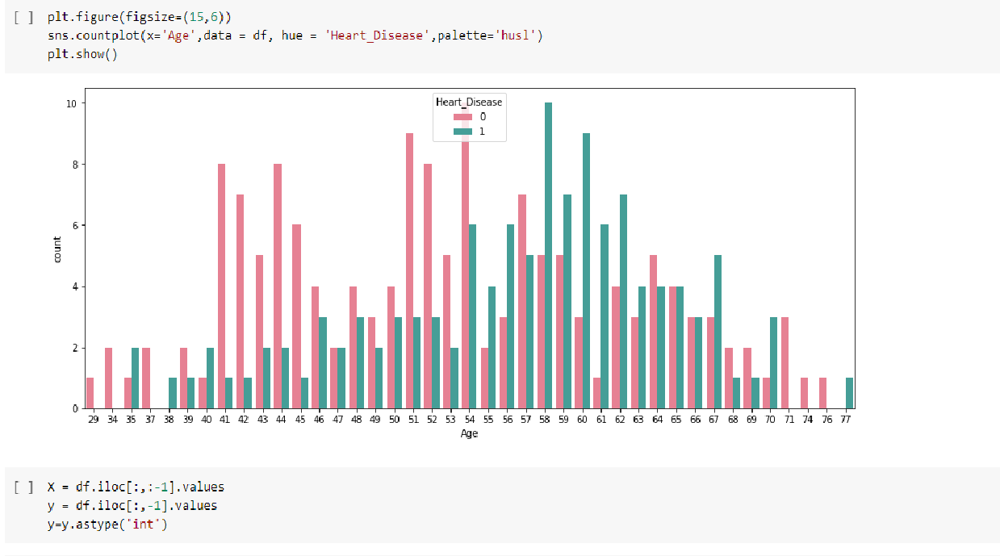 [ ] plt.figure(figsize=(15,6))
sns.countplot(x='Age',data = df, hue = 'Heart_Disease',palette='husl')
plt.show()
Heart_Disease
0
1
10
8
6
4
2
0
count
29 34 35 37 38 39 40 41 42 43 44 45 46 47 48 49 50 51 52 53 54 55 56 57 58 59 60 61 62 63 64 65 66 67 68 69 70 71 74 76 77
Age
[ ] X = df.iloc[:,:-1].values
y = df.iloc[:,-1].values
y=y.astype('int')